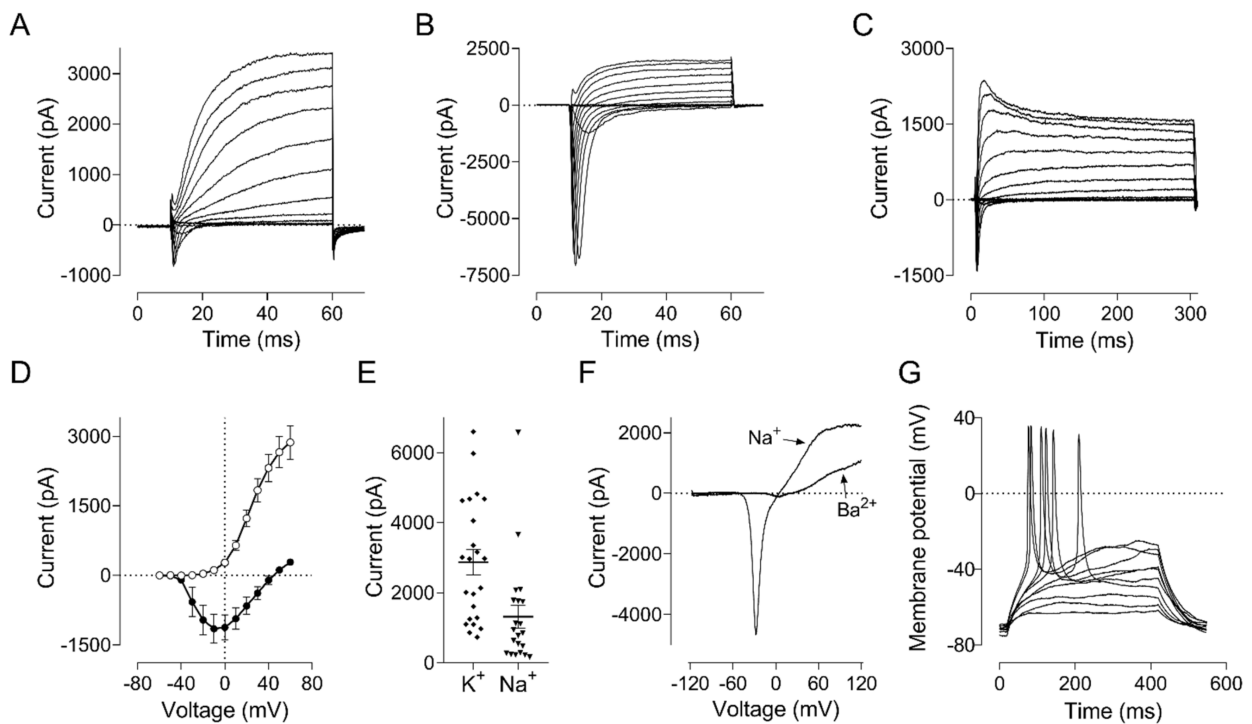 A
Current (pA)
3000
2000
1000
0
-1000
0 20 40 60
Time (ms)
B
Current (pA)
2500
0
-2500
-5000
-7500
0 20 40 60
Time (ms)
C
Current (pA)
3000
1500
0
-1500
0 100 200 300
Time (ms)
D
Current (pA)
3000
1500
0
-1500
-80 -40 0 40 80
Voltage (mV)
E
Current (pA)
6000
4000
2000
0
K⁺ Na⁺
F
Current (pA)
2000
0
-2000
-4000
Na⁺
Ba²⁺
-120 -60 0 60 120
Voltage (mV)
G
Membrane potential (mV)
40
0
-40
-80
0 200 400 600
Time (ms)